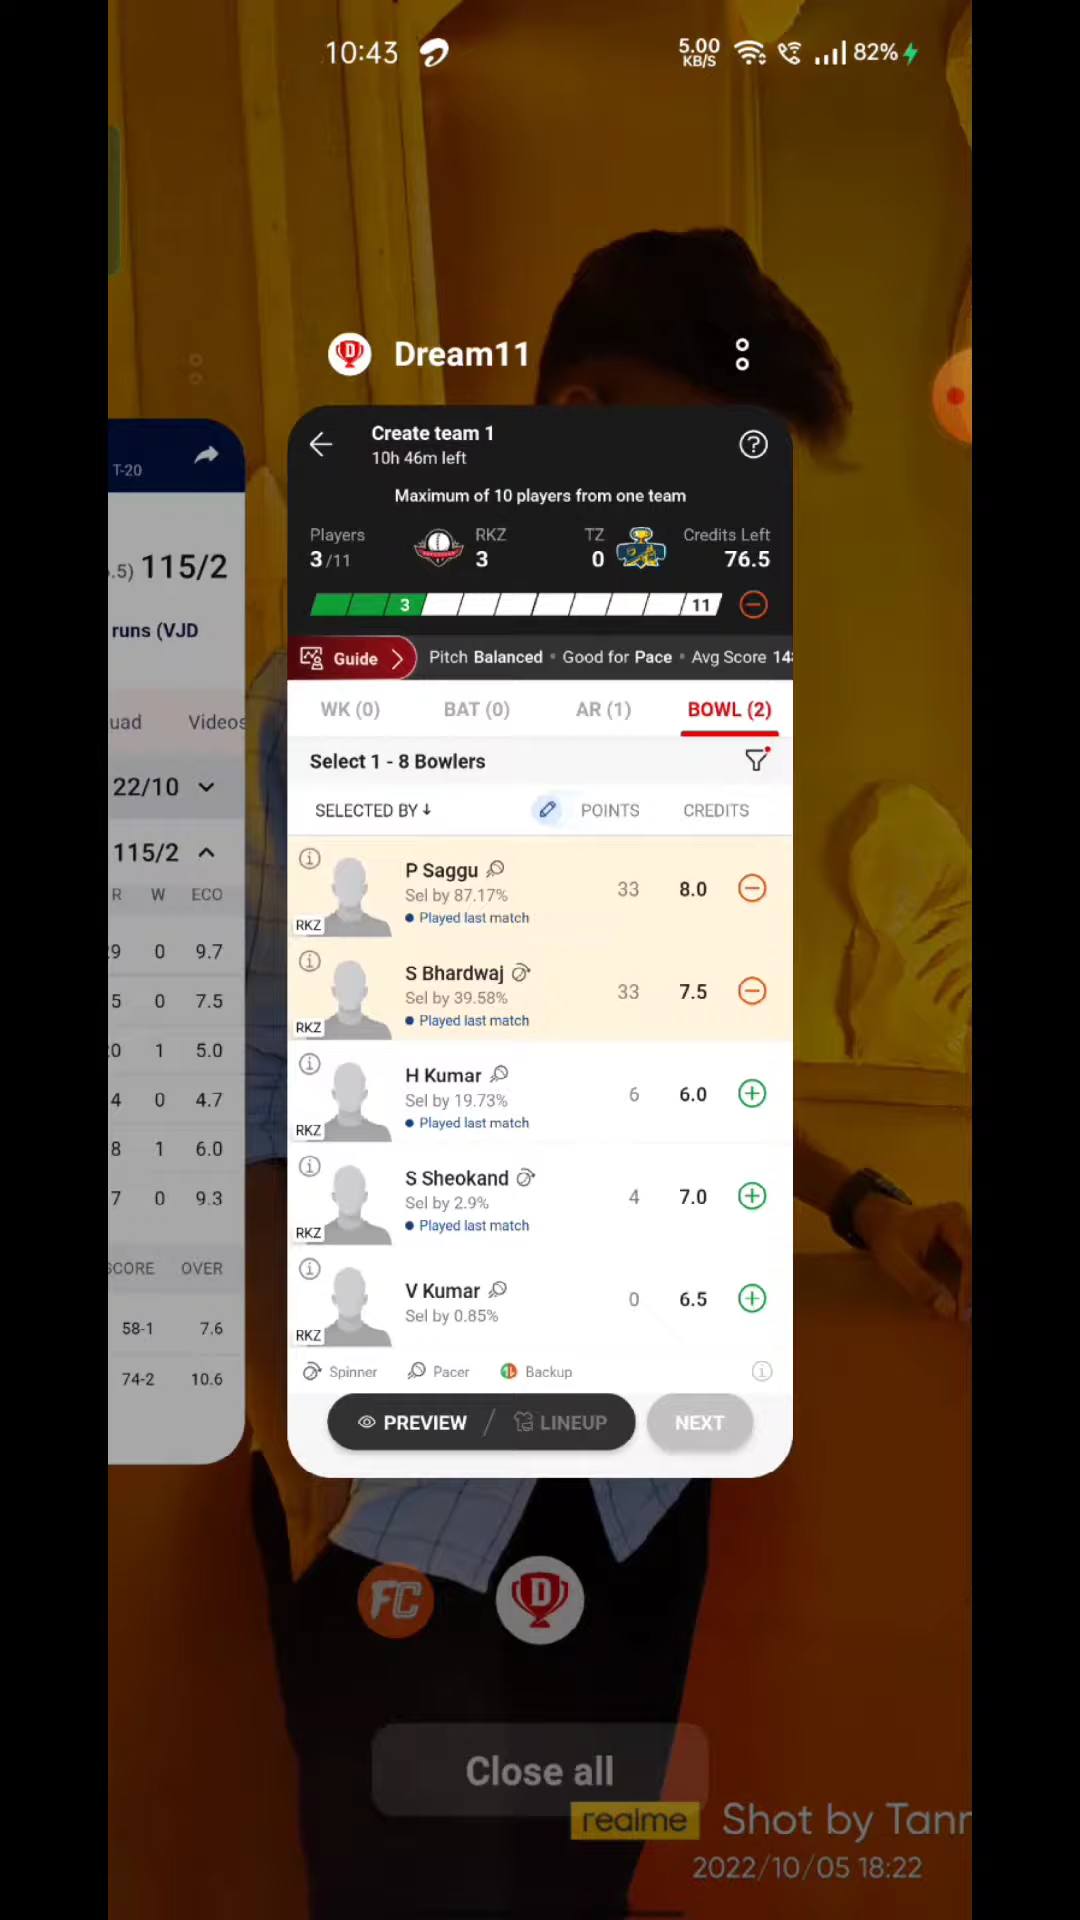 10:43
5.00 KB/S
82%
Dream11
T-20
.5) 115/2
runs (VJD
uad Videos
22/10
115/2
R W ECO
9 0 9.7
5 0 7.5
0 1 5.0
4 0 4.7
8 1 6.0
7 0 9.3
SCORE OVER
58-1 7.6
74-2 10.6
Create team 1
10h 46m left
Maximum of 10 players from one team
Players RKZ TZ Credits Left
3/11 3 0 76.5
3 11
Guide Pitch Balanced • Good for Pace • Avg Score 14
WK (0) BAT (0) AR (1) BOWL (2)
Select 1 - 8 Bowlers
SELECTED BY ↓ POINTS CREDITS
P Saggu
Sel by 87.17% 33 8.0
Played last match
RKZ
S Bhardwaj
Sel by 39.58% 33 7.5
Played last match
RKZ
H Kumar
Sel by 19.73% 6 6.0
Played last match
RKZ
S Sheokand
Sel by 2.9% 4 7.0
Played last match
RKZ
V Kumar
Sel by 0.85% 0 6.5
RKZ
Spinner Pacer Backup
PREVIEW / LINEUP NEXT
FC D
Close all
realme Shot by Tann
2022/10/05 18:22